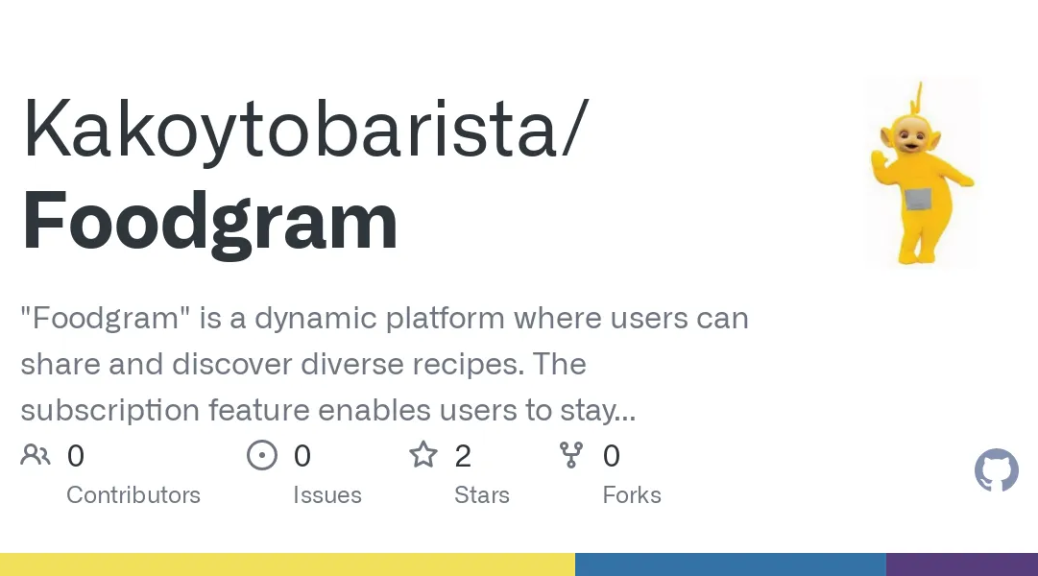 Kakoytobarista/
Foodgram
"Foodgram" is a dynamic platform where users can
share and discover diverse recipes. The
subscription feature enables users to stay...
0 0 2 0
Contributors Issues Stars Forks